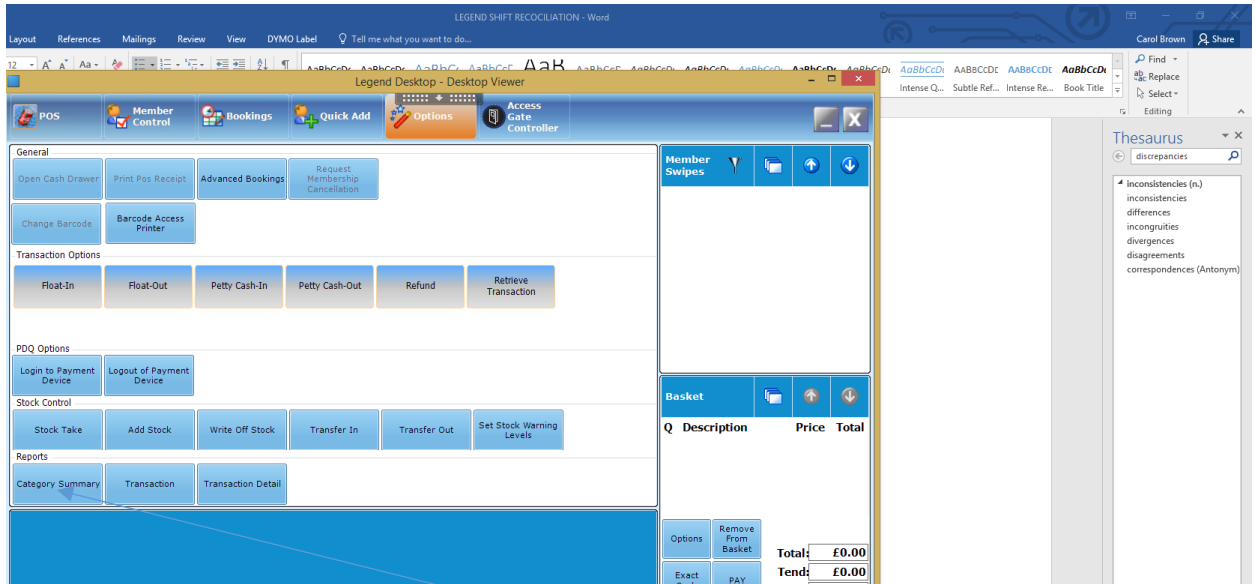 LEGEND SHIFT RECOCILIATION - Word
Layout References Mailings Review View DYMO Label Tell me what you want to do... Carol Brown Share
12 Aa
AaBbCcDc AABBCCDC AABBCCDC AaBbCcDc
Intense Q... Subtle Ref... Intense Re... Book Title
Find
Replace
Select
Editing
Legend Desktop - Desktop Viewer
POS
Member Control
Bookings
Quick Add
Options
Access Gate Controller
General
Open Cash Drawer
Print Pos Receipt
Advanced Bookings
Request Membership Cancellation
Change Barcode
Barcode Access Printer
Transaction Options
Float-In
Float-Out
Petty Cash-In
Petty Cash-Out
Refund
Retrieve Transaction
PDQ Options
Login to Payment Device
Logout of Payment Device
Stock Control
Stock Take
Add Stock
Write Off Stock
Transfer In
Transfer Out
Set Stock Warning Levels
Reports
Category Summary
Transaction
Transaction Detail
Member Swipes
Basket
Q Description Price Total
Options
Remove From Basket
Total: £0.00
Exact
PAY
Tend: £0.00
Thesaurus
discrepancies
inconsistencies (n.)
inconsistencies
differences
incongruities
divergences
disagreements
correspondences (Antonym)